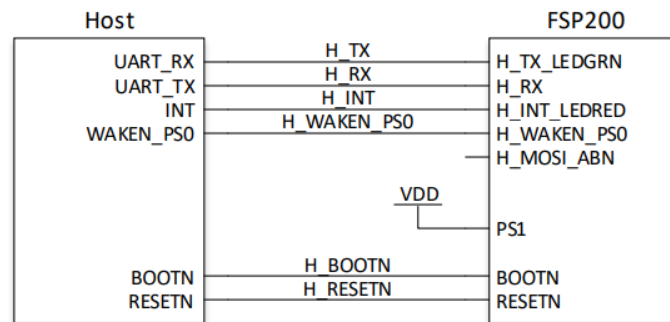 Host
FSP200
UART_RX
H_TX
H_TX_LEDGRN
UART_TX
H_RX
H_RX
INT
H_INT
H_INT_LEDRED
WAKEN_PS0
H_WAKEN_PS0
H_WAKEN_PS0
H_MOSI_ABN
VDD
PS1
BOOTN
H_BOOTN
BOOTN
RESETN
H_RESETN
RESETN